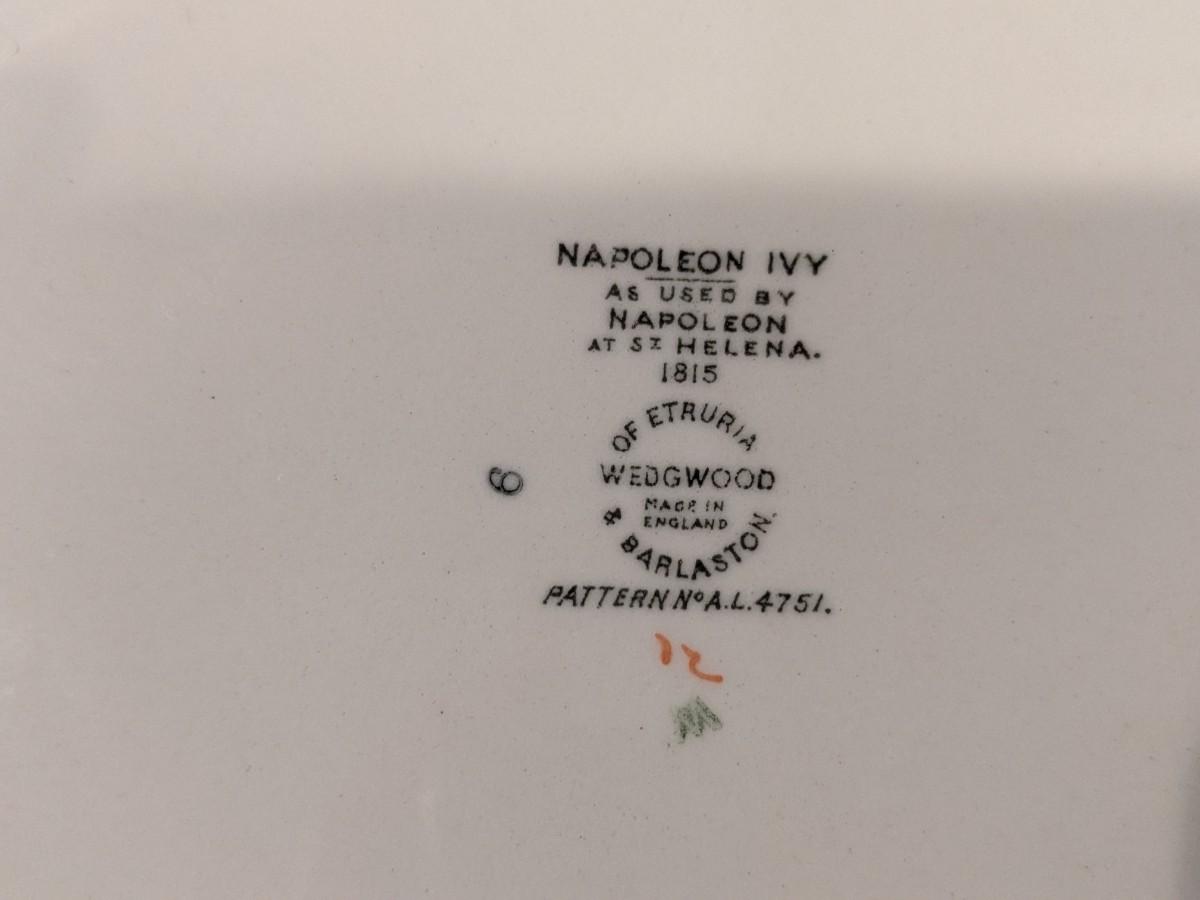 NAPOLEON IVY
AS USED BY
NAPOLEON
AT ST HELENA.
1815
OF ETRURIA
WEDGWOOD
MADE IN
ENGLAND
& BARLASTON.
6
PATTERN No A.L.4751.
12